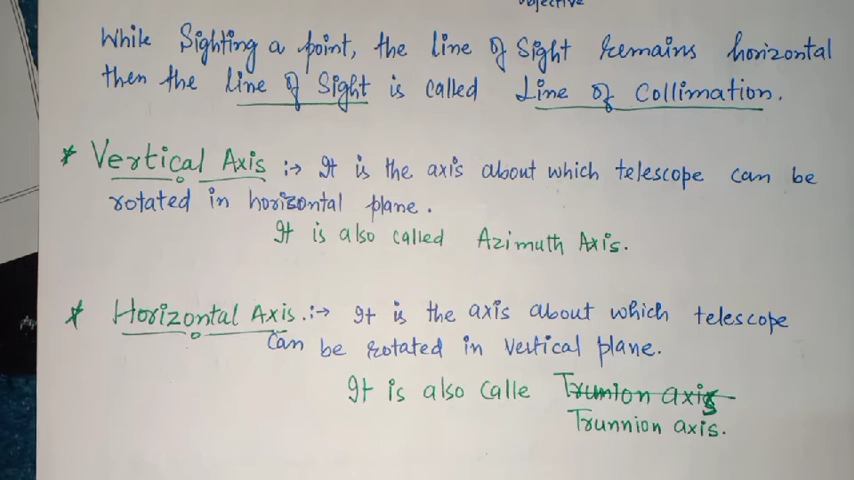 Objective
While Sighting a point, the line of Sight remains horizontal
then the line of Sight is called Line of Collimation.
* Vertical Axis :→ It is the axis about which telescope can be
rotated in horizontal plane.
It is also called Azimuth Axis.
* Horizontal Axis :→ It is the axis about which telescope
can be rotated in vertical plane.
It is also calle Trunion axis
Trunnion axis.